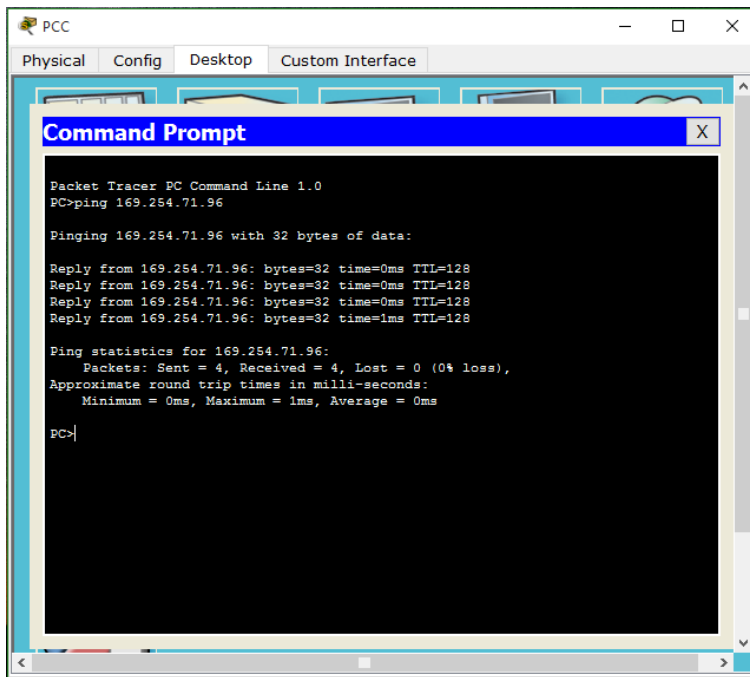 PCC
Physical Config Desktop Custom Interface
Command Prompt X
Packet Tracer PC Command Line 1.0
PC>ping 169.254.71.96
Pinging 169.254.71.96 with 32 bytes of data:
Reply from 169.254.71.96: bytes=32 time=0ms TTL=128
Reply from 169.254.71.96: bytes=32 time=0ms TTL=128
Reply from 169.254.71.96: bytes=32 time=0ms TTL=128
Reply from 169.254.71.96: bytes=32 time=1ms TTL=128
Ping statistics for 169.254.71.96:
Packets: Sent = 4, Received = 4, Lost = 0 (0% loss),
Approximate round trip times in milli-seconds:
Minimum = 0ms, Maximum = 1ms, Average = 0ms
PC>